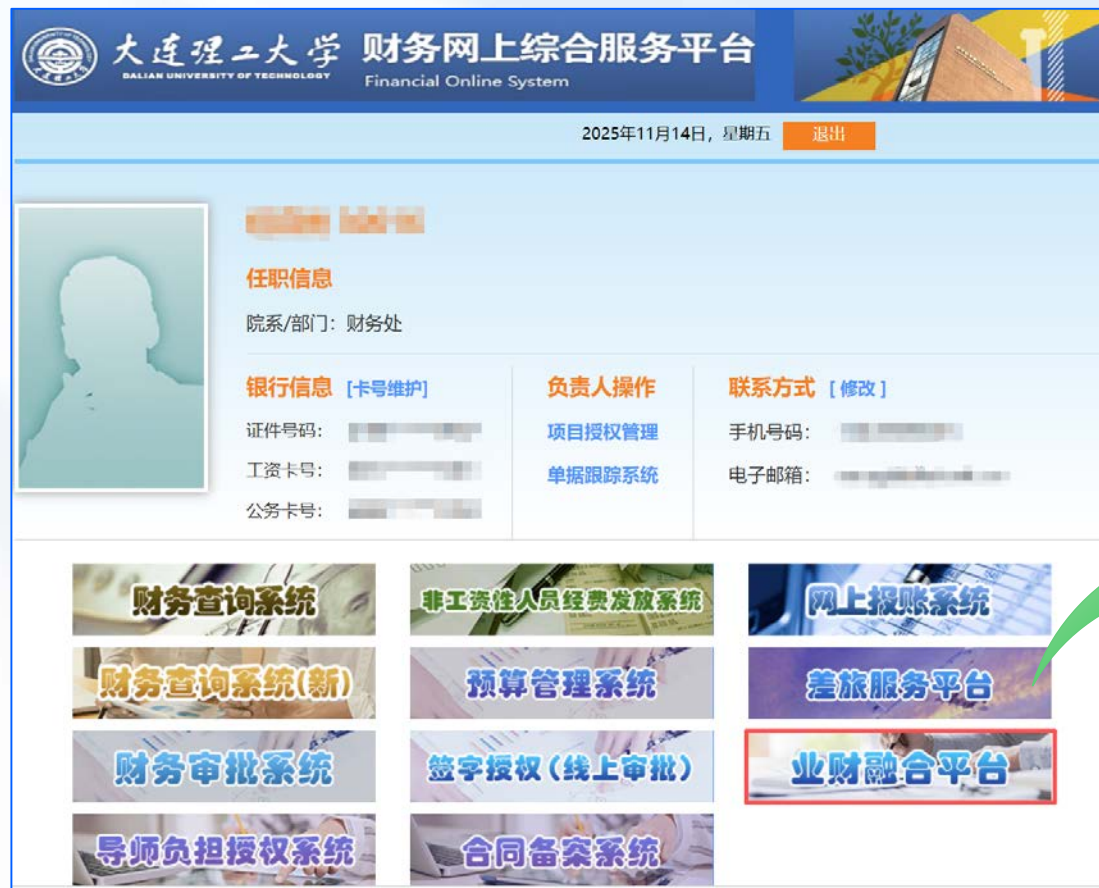 大连理工大学 财务网上综合服务平台
DALIAN UNIVERSITY OF TECHNOLOGY Financial Online System
2025年11月14日，星期五 退出
任职信息
院系/部门：财务处
银行信息 [卡号维护] 负责人操作 联系方式 [ 修改 ]
证件号码： 项目授权管理 手机号码：
工资卡号： 单据跟踪系统 电子邮箱：
公务卡号：
财务查询系统 非工资性人员经费发放系统 网上报账系统
财务查询系统(新) 预算管理系统 差旅服务平台
财务审批系统 签字授权(线上审批) 业财融合平台
导师负担授权系统 合同备案系统